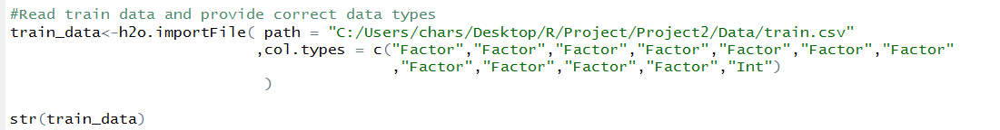 #Read train data and provide correct data types
train_data<-h2o.importFile( path = "C:/Users/chars/Desktop/R/Project/Project2/Data/train.csv"
,col.types = c("Factor","Factor","Factor","Factor","Factor","Factor","Factor"
,"Factor","Factor","Factor","Factor","Int")
)
str(train_data)